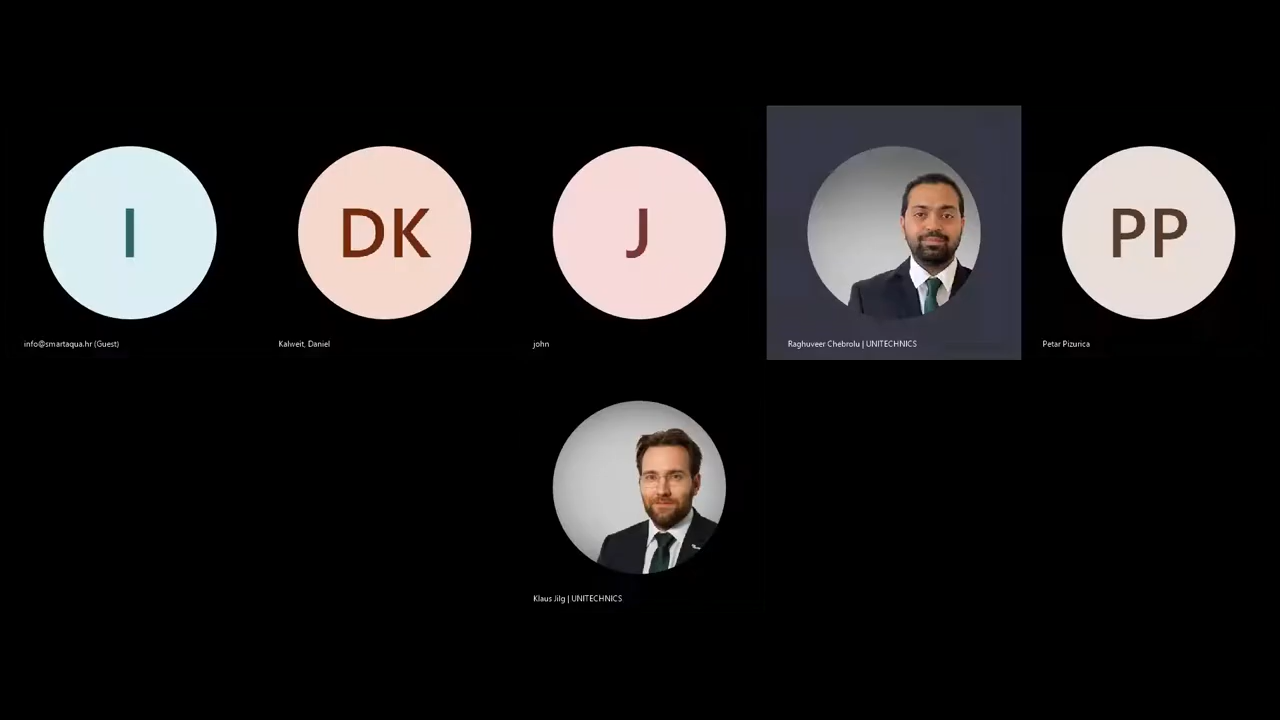 I
DK
J
PP
info@smartaqua.hr (Guest)
Kalweit, Daniel
john
Raghuveer Chebrolu | UNITECHNICS
Petar Pizurica
Klaus Jilg | UNITECHNICS